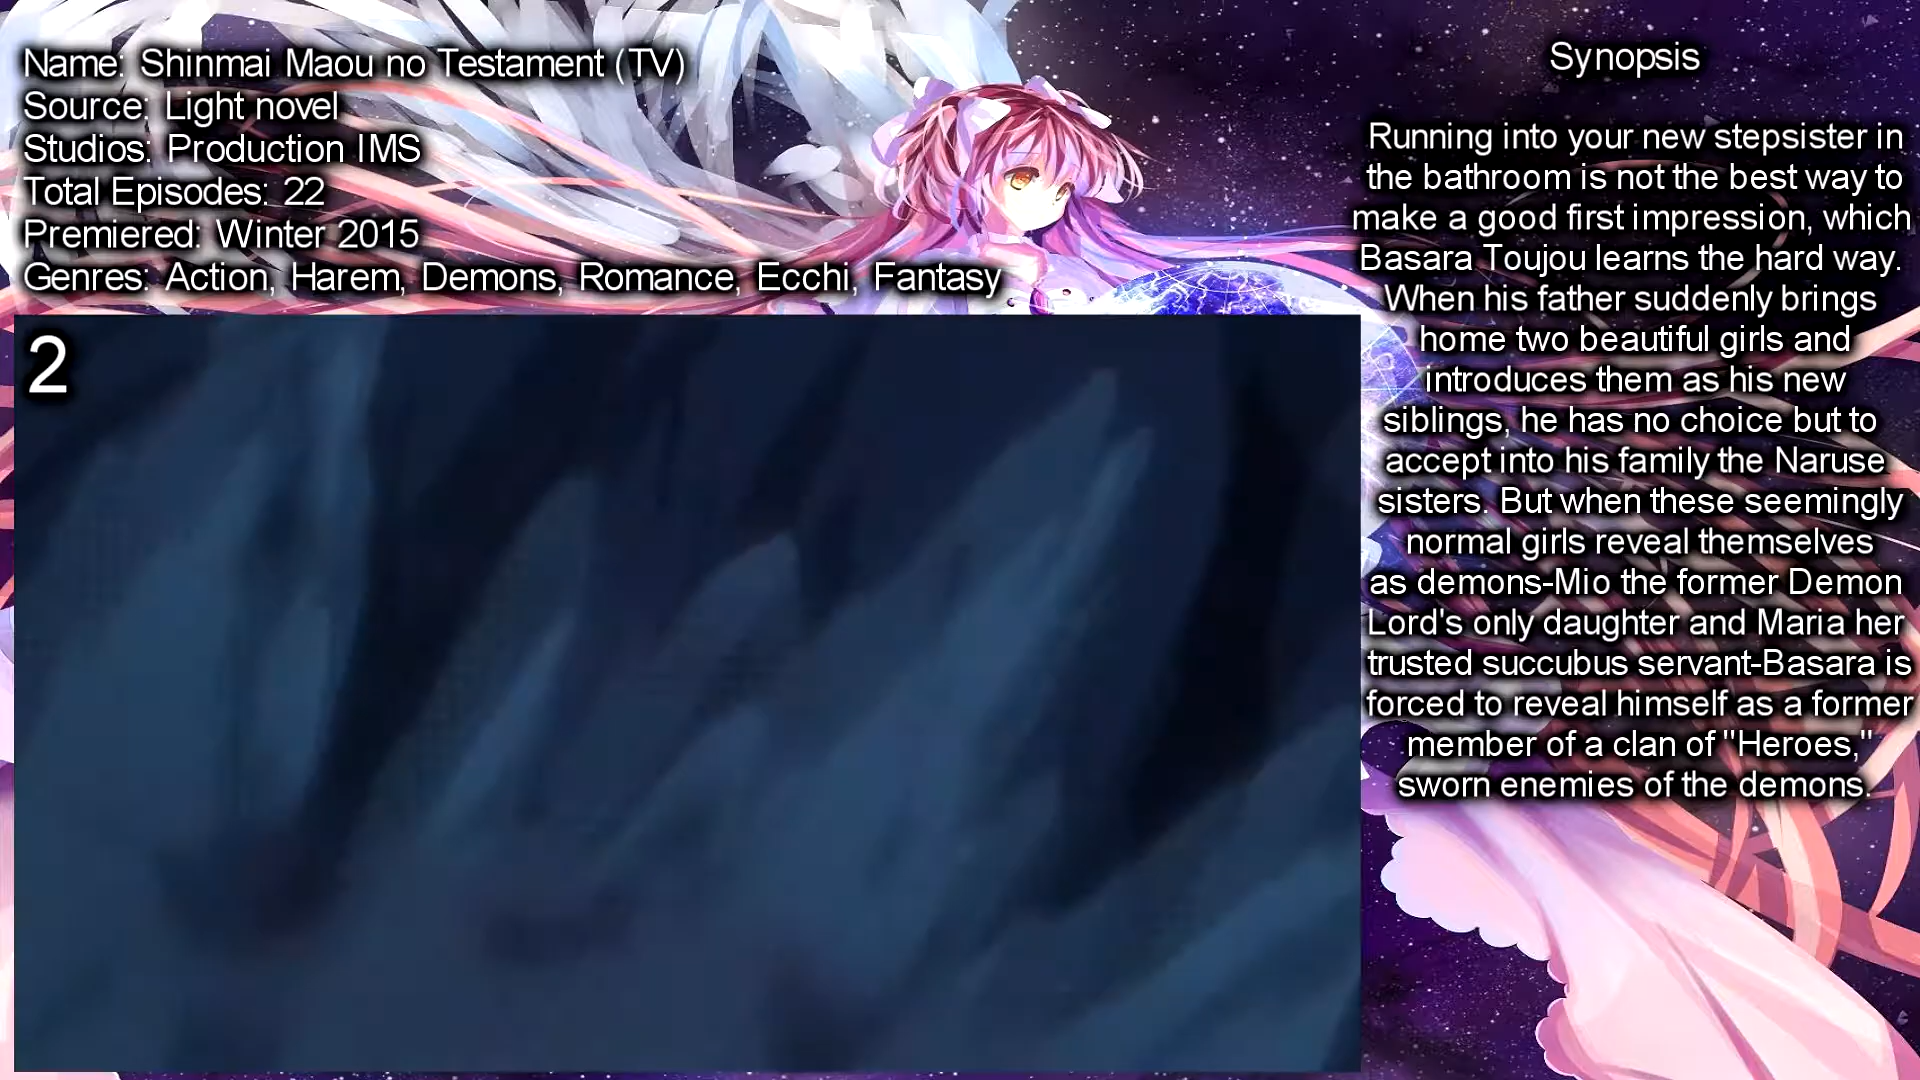 Name: Shinmai Maou no Testament (TV)
Source: Light novel
Studios: Production IMS
Total Episodes: 22
Premiered: Winter 2015
Genres: Action, Harem, Demons, Romance, Ecchi, Fantasy
2
Synopsis
Running into your new stepsister in
the bathroom is not the best way to
make a good first impression, which
Basara Toujou learns the hard way.
When his father suddenly brings
home two beautiful girls and
introduces them as his new
siblings, he has no choice but to
accept into his family the Naruse
sisters. But when these seemingly
normal girls reveal themselves
as demons-Mio the former Demon
Lord's only daughter and Maria her
trusted succubus servant-Basara is
forced to reveal himself as a former
member of a clan of "Heroes,"
sworn enemies of the demons.